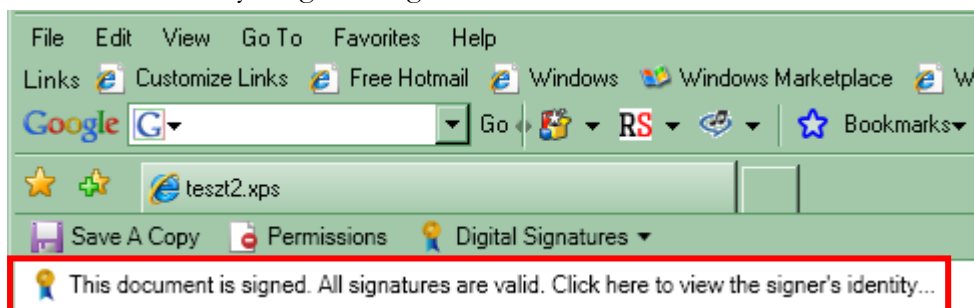 File Edit View Go To Favorites Help
Links Customize Links Free Hotmail Windows Windows Marketplace W
Google G Go RS Bookmarks
teszt2.xps
Save A Copy Permissions Digital Signatures
This document is signed. All signatures are valid. Click here to view the signer's identity...